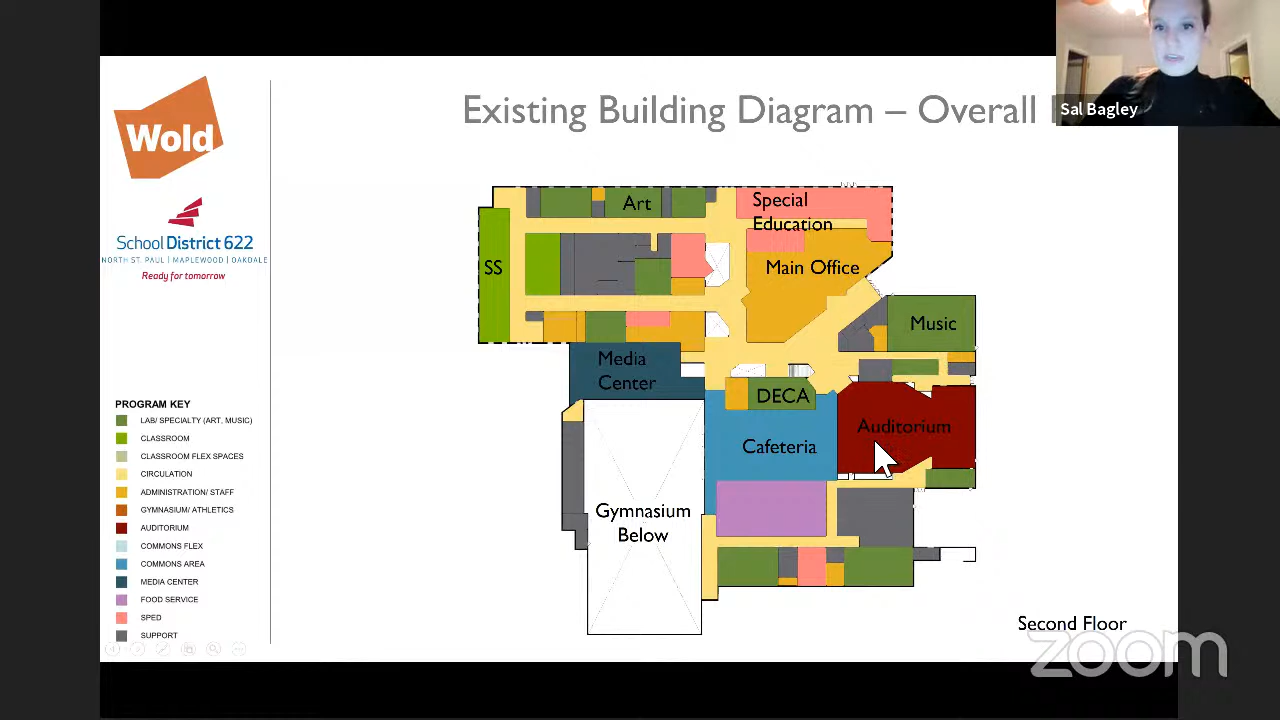 Existing Building Diagram – Overall
Sal Bagley
Wold
School District 622
NORTH ST. PAUL | MAPLEWOOD | OAKDALE
Ready for tomorrow
Art
Special
Education
SS
Main Office
Music
Media
Center
DECA
Auditorium
Cafeteria
Gymnasium
Below
PROGRAM KEY
LAB/ SPECIALTY (ART, MUSIC)
CLASSROOM
CLASSROOM FLEX SPACES
CIRCULATION
ADMINISTRATION/ STAFF
GYMNASIUM/ ATHLETICS
AUDITORIUM
COMMONS FLEX
COMMONS AREA
MEDIA CENTER
FOOD SERVICE
SPED
SUPPORT
Second Floor
zoom